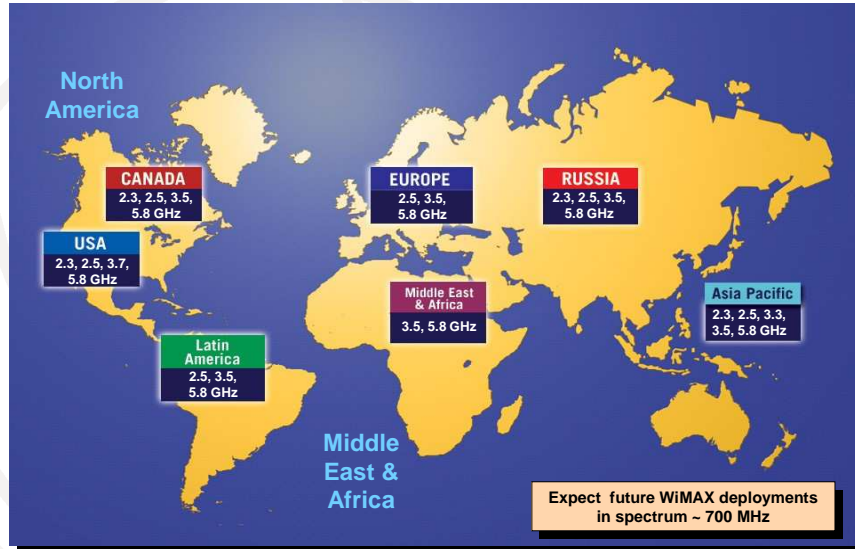 North
America
CANADA
2.3, 2.5, 3.5,
5.8 GHz
USA
2.3, 2.5, 3.7,
5.8 GHz
EUROPE
2.5, 3.5,
5.8 GHz
RUSSIA
2.3, 2.5, 3.5,
5.8 GHz
Middle East
& Africa
3.5, 5.8 GHz
Asia Pacific
2.3, 2.5, 3.3,
3.5, 5.8 GHz
Latin
America
2.5, 3.5,
5.8 GHz
Middle
East &
Africa
Expect future WiMAX deployments
in spectrum ~ 700 MHz